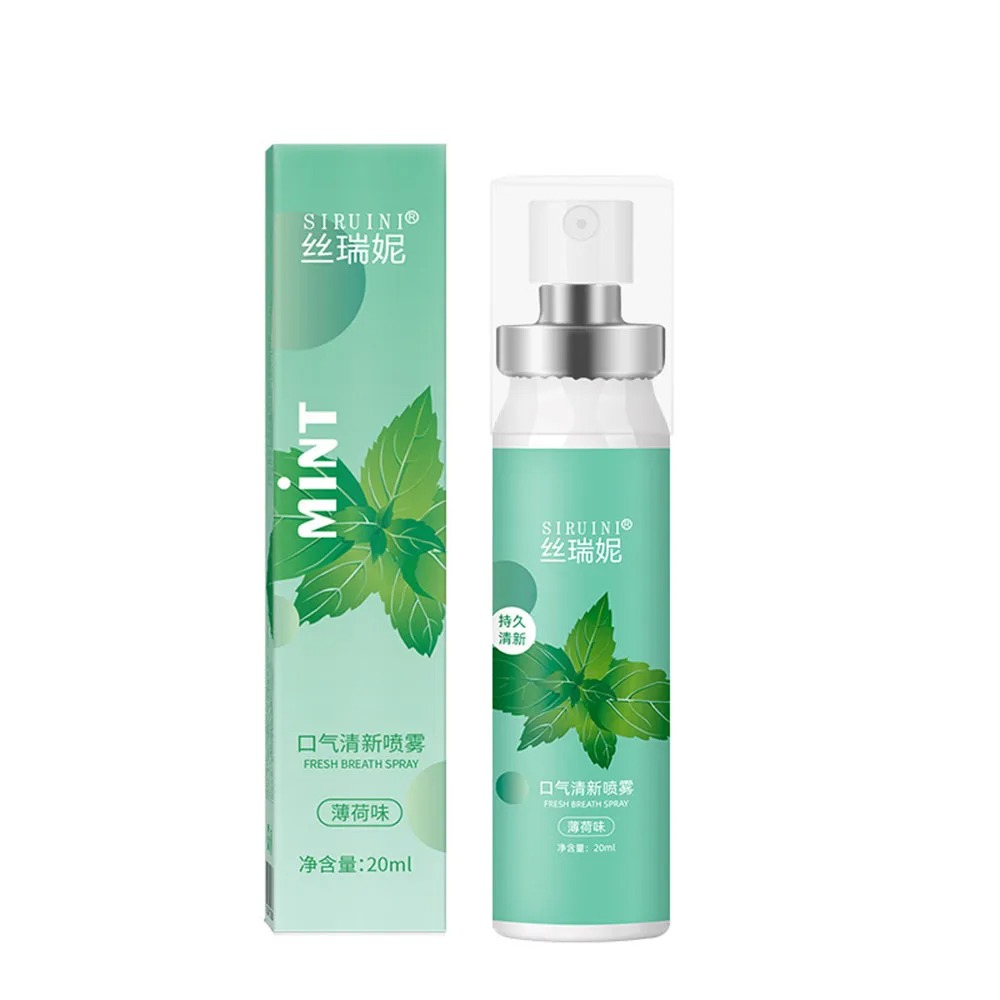 SIRUINI®
丝瑞妮
MiNT
口气清新喷雾
FRESH BREATH SPRAY
薄荷味
净含量:20ml
SIRUINI®
丝瑞妮
持久
清新
口气清新喷雾
FRESH BREATH SPRAY
薄荷味
净含量: 20ml